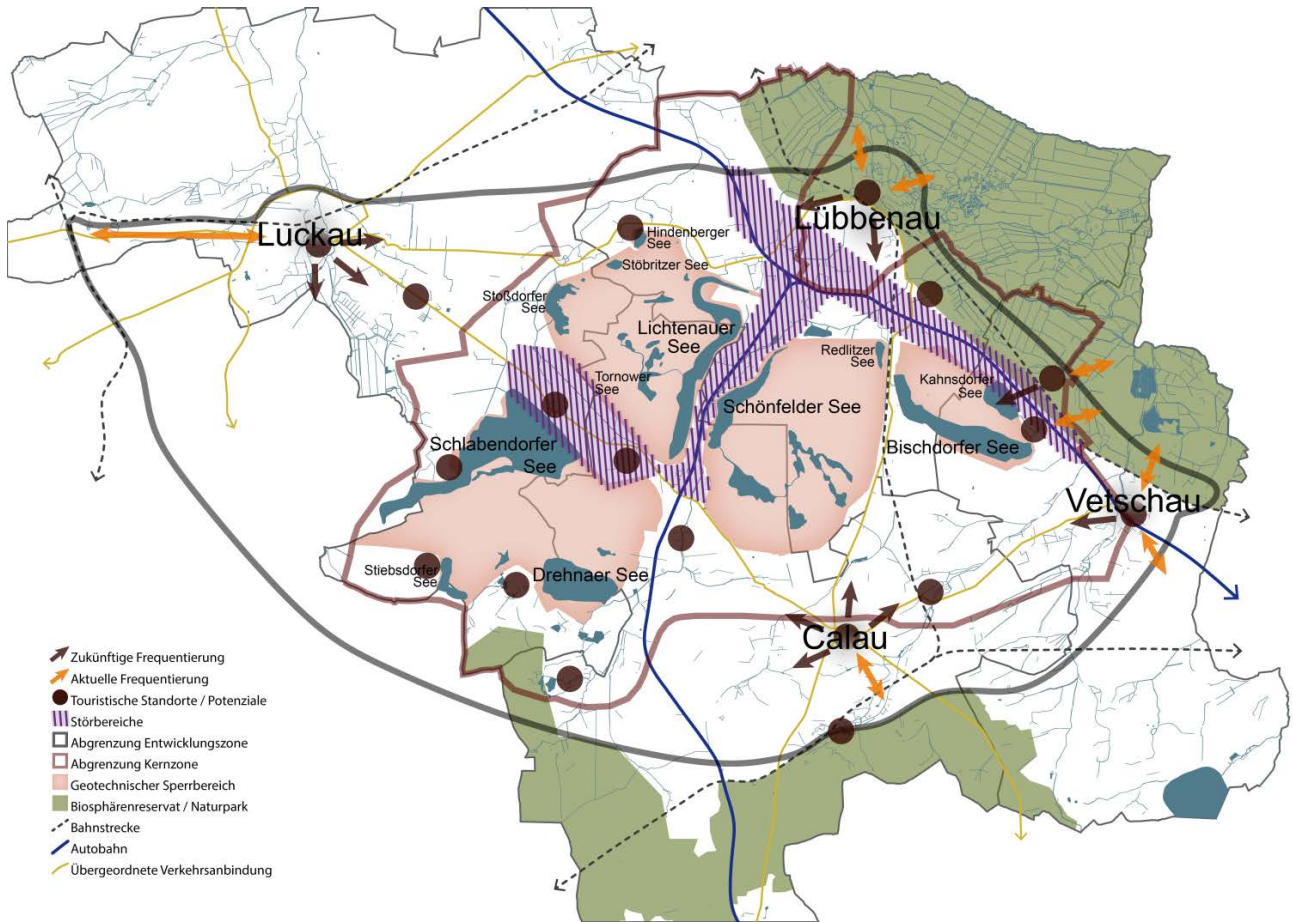 Lübbenau
Lückau
Hindenberger
See
Stöbritzer See
Stoßdorfer
See
Lichtenauer
See
Redlitzer
See
Tornower
See
Kahnsdorfer
See
Schönfelder See
Schlabendorfer
See
Bischdorfer See
Vetschau
Stiebsdorfer
See
Drehnaer See
Calau
Zukünftige Frequentierung
Aktuelle Frequentierung
Touristische Standorte / Potenziale
Störbereiche
Abgrenzung Entwicklungszone
Abgrenzung Kernzone
Geotechnischer Sperrbereich
Biosphärenreservat / Naturpark
Bahnstrecke
Autobahn
Übergeordnete Verkehrsanbindung